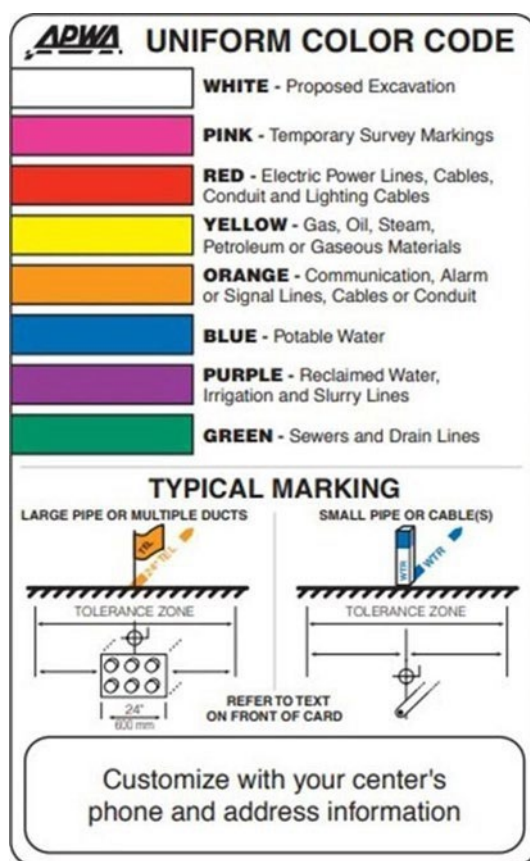 APWA. UNIFORM COLOR CODE
WHITE - Proposed Excavation
PINK - Temporary Survey Markings
RED - Electric Power Lines, Cables,
Conduit and Lighting Cables
YELLOW - Gas, Oil, Steam,
Petroleum or Gaseous Materials
ORANGE - Communication, Alarm
or Signal Lines, Cables or Conduit
BLUE - Potable Water
PURPLE - Reclaimed Water,
Irrigation and Slurry Lines
GREEN - Sewers and Drain Lines
TYPICAL MARKING
LARGE PIPE OR MULTIPLE DUCTS
TEL
24" TEL
TOLERANCE ZONE
24"
600 mm
SMALL PIPE OR CABLE(S)
WTR
WTR
TOLERANCE ZONE
REFER TO TEXT
ON FRONT OF CARD
Customize with your center's
phone and address information